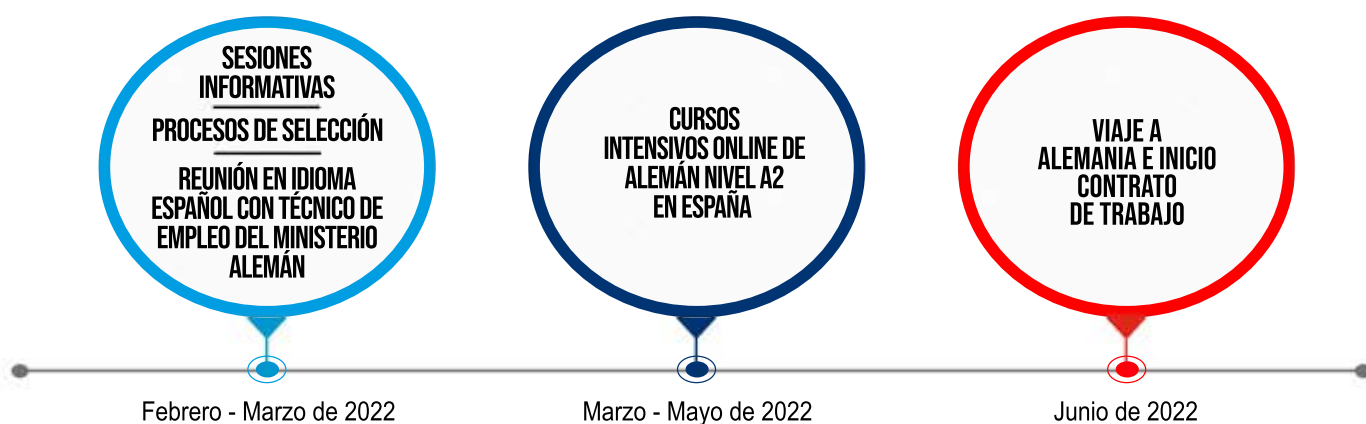 SESIONES
INFORMATIVAS
PROCESOS DE SELECCIÓN
REUNIÓN EN IDIOMA
ESPAÑOL CON TÉCNICO DE
EMPLEO DEL MINISTERIO
ALEMÁN
Febrero - Marzo de 2022
CURSOS
INTENSIVOS ONLINE DE
ALEMÁN NIVEL A2
EN ESPAÑA
Marzo - Mayo de 2022
VIAJE A
ALEMANIA E INICIO
CONTRATO
DE TRABAJO
Junio de 2022